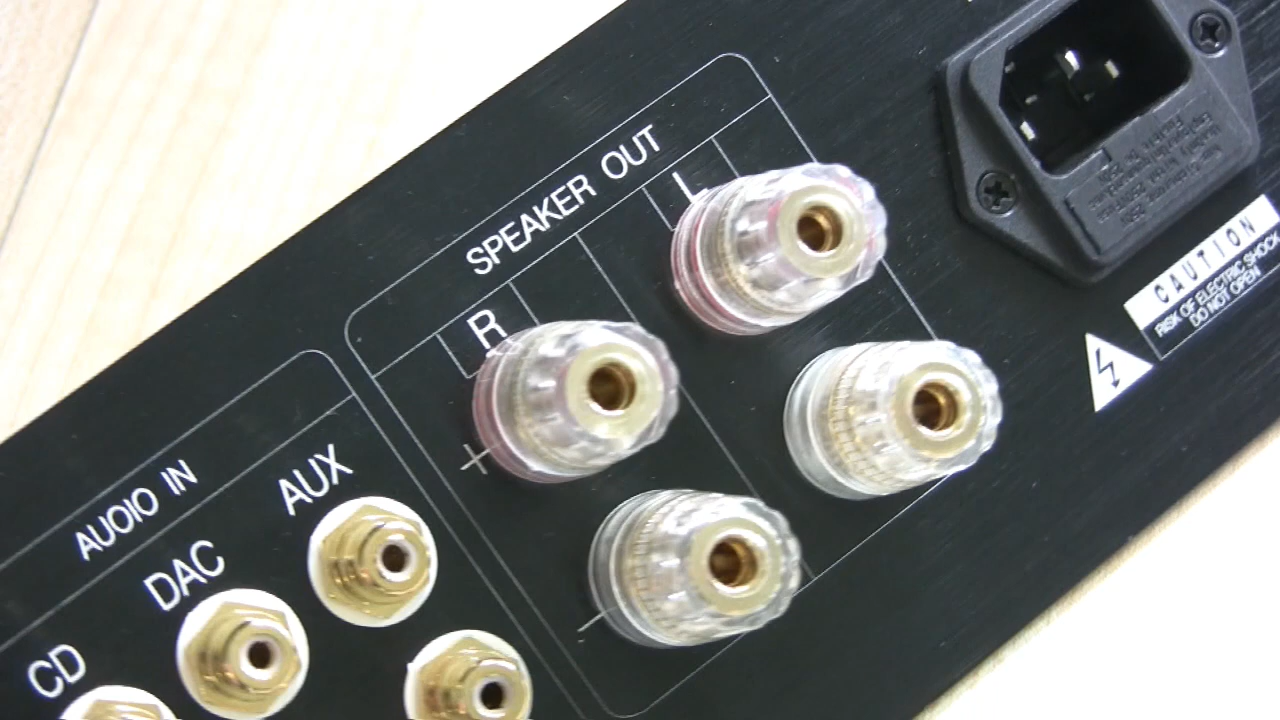 SPEAKER OUT
L
R
+
-
AUOIO IN
AUX
DAC
CD
CAUTION
RISK OF ELECTRIC SHOCK
DO NOT OPEN